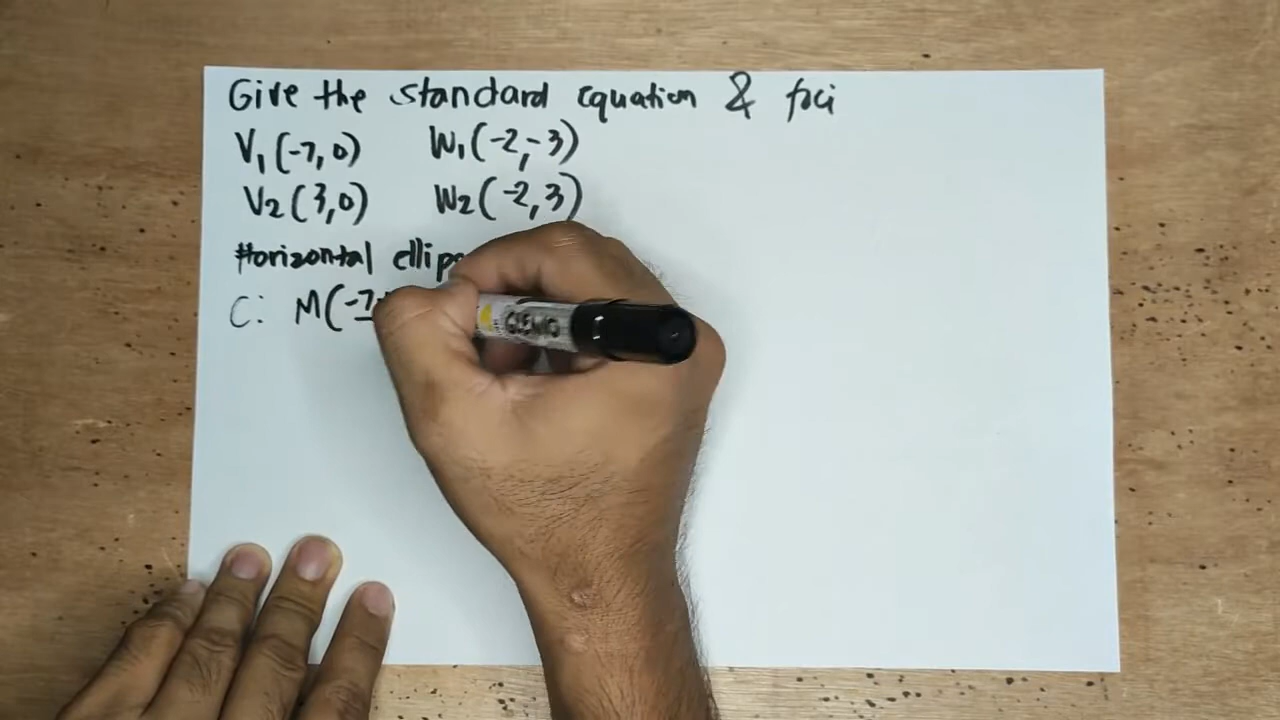 Give the standard equation & foci
V1(-7,0) W1(-2,-3)
V2(3,0) W2(-2,3)
Horizontal
C: M(-7